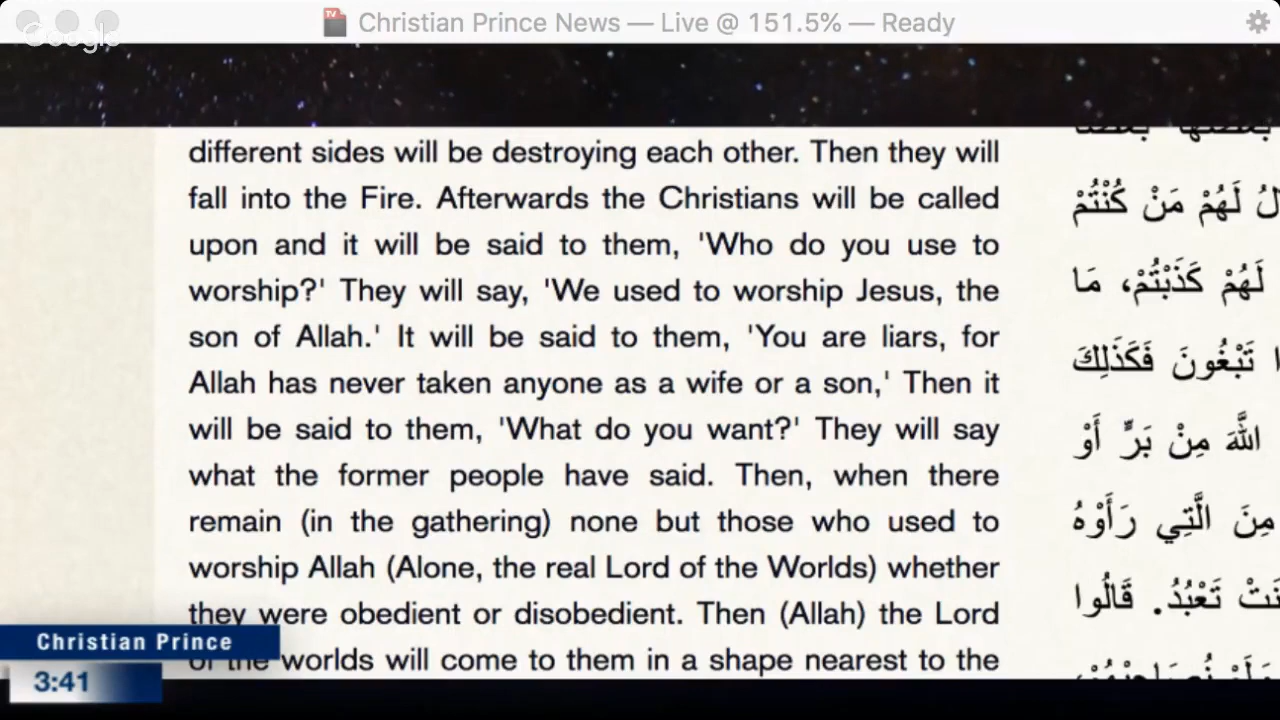 Christian Prince News — Live @ 151.5% — Ready
Google
different sides will be destroying each other. Then they will
fall into the Fire. Afterwards the Christians will be called
upon and it will be said to them, 'Who do you use to
worship?' They will say, 'We used to worship Jesus, the
son of Allah.' It will be said to them, 'You are liars, for
Allah has never taken anyone as a wife or a son,' Then it
will be said to them, 'What do you want?' They will say
what the former people have said. Then, when there
remain (in the gathering) none but those who used to
worship Allah (Alone, the real Lord of the Worlds) whether
they were obedient or disobedient. Then (Allah) the Lord
of the worlds will come to them in a shape nearest to the
لَهُمْ مَنْ كُنْتُمْ
لَهُمْ كَذَبْتُمْ، مَا
تَبْغُونَ فَكَذَلِكَ
اللَّهَ مِنْ بَرٍّ أَوْ
مِنَ الَّتِي رَأَوْهُ
تَعْبُدُ. قَالُوا
Christian Prince
3:41